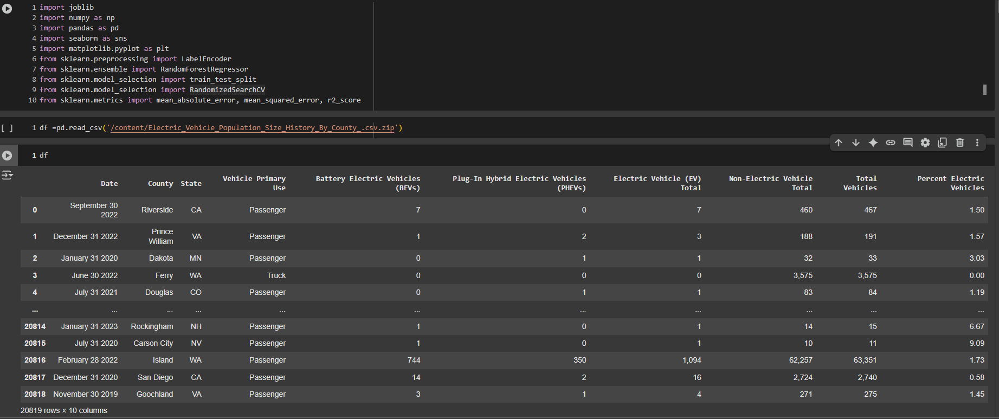 1 import joblib
2 import numpy as np
3 import pandas as pd
4 import seaborn as sns
5 import matplotlib.pyplot as plt
6 from sklearn.preprocessing import LabelEncoder
7 from sklearn.ensemble import RandomForestRegressor
8 from sklearn.model_selection import train_test_split
9 from sklearn.model_selection import RandomizedSearchCV
10 from sklearn.metrics import mean_absolute_error, mean_squared_error, r2_score
[ ] 1 df =pd.read_csv('/content/Electric_Vehicle_Population_Size_History_By_County_.csv.zip')
1 df
Date County State Vehicle Primary Use Battery Electric Vehicles (BEVs) Plug-In Hybrid Electric Vehicles (PHEVs) Electric Vehicle (EV) Total Non-Electric Vehicle Total Total Vehicles Percent Electric Vehicles
0 September 30 2022 Riverside CA Passenger 7 0 7 460 467 1.50
1 December 31 2022 Prince William VA Passenger 1 2 3 188 191 1.57
2 January 31 2020 Dakota MN Passenger 0 1 1 32 33 3.03
3 June 30 2022 Ferry WA Truck 0 0 0 3,575 3,575 0.00
4 July 31 2021 Douglas CO Passenger 0 1 1 83 84 1.19
... ... ... ... ... ... ... ... ... ... ...
20814 January 31 2023 Rockingham NH Passenger 1 0 1 14 15 6.67
20815 July 31 2020 Carson City NV Passenger 1 0 1 10 11 9.09
20816 February 28 2022 Island WA Passenger 744 350 1,094 62,257 63,351 1.73
20817 December 31 2020 San Diego CA Passenger 14 2 16 2,724 2,740 0.58
20818 November 30 2019 Goochland VA Passenger 3 1 4 271 275 1.45
20819 rows × 10 columns